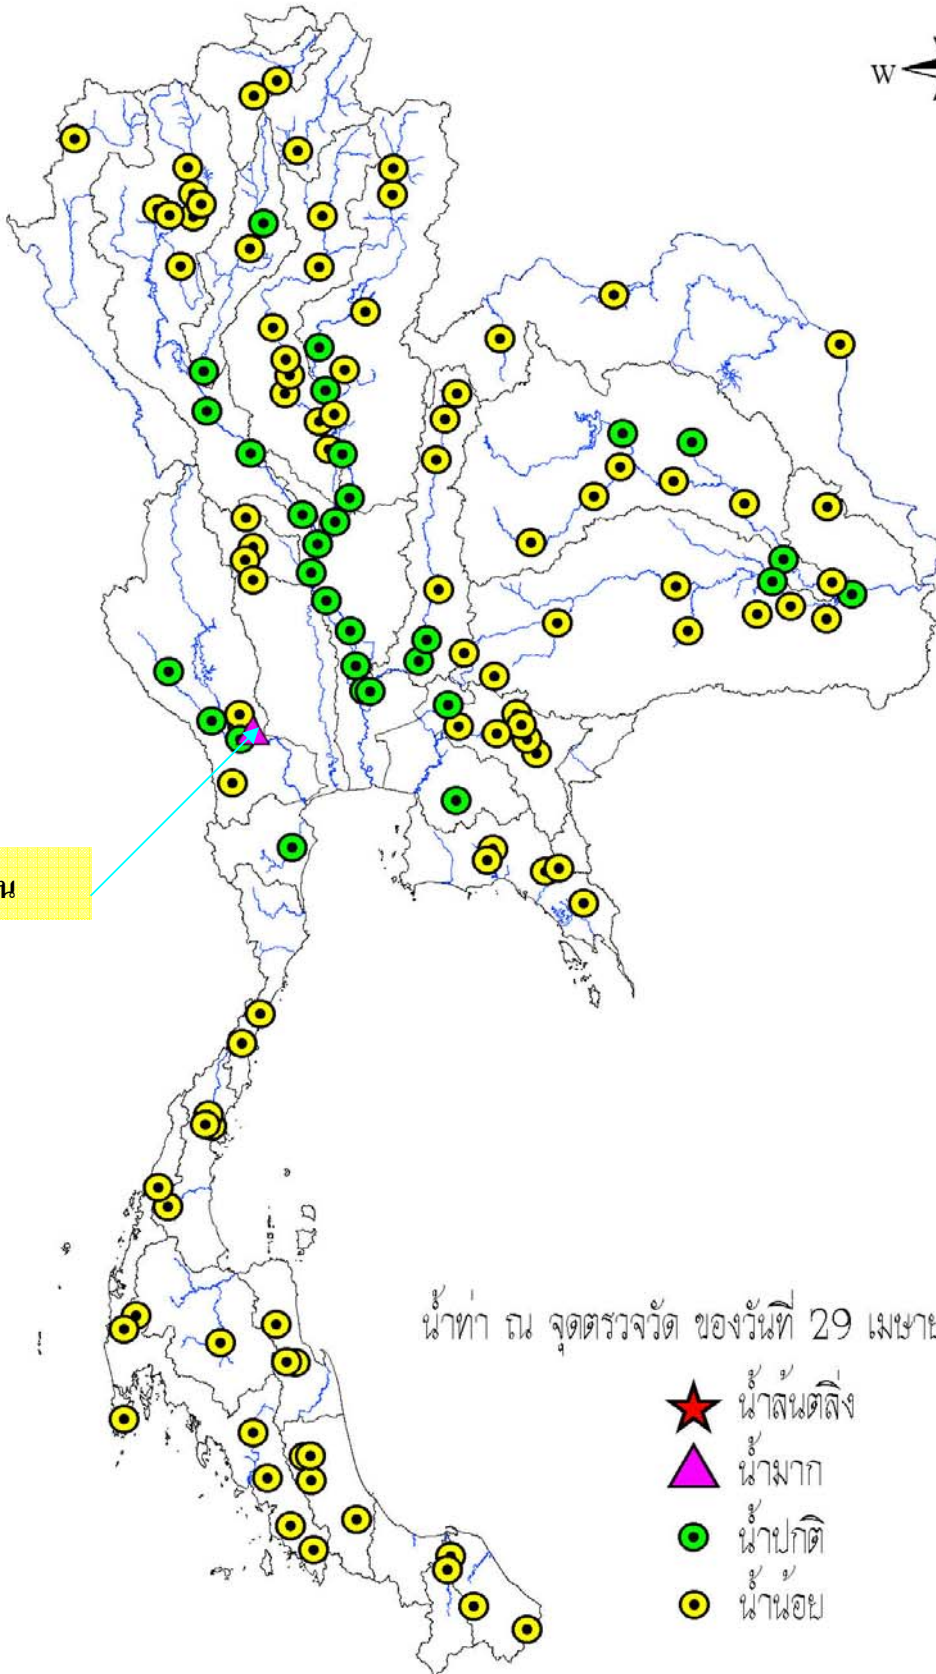 W
น
น้ำท่า ณ จุดตรวจวัด ของวันที่ 29 เมษาย
น้ำล้นตลิ่ง
น้ำมาก
น้ำปกติ
น้ำน้อย